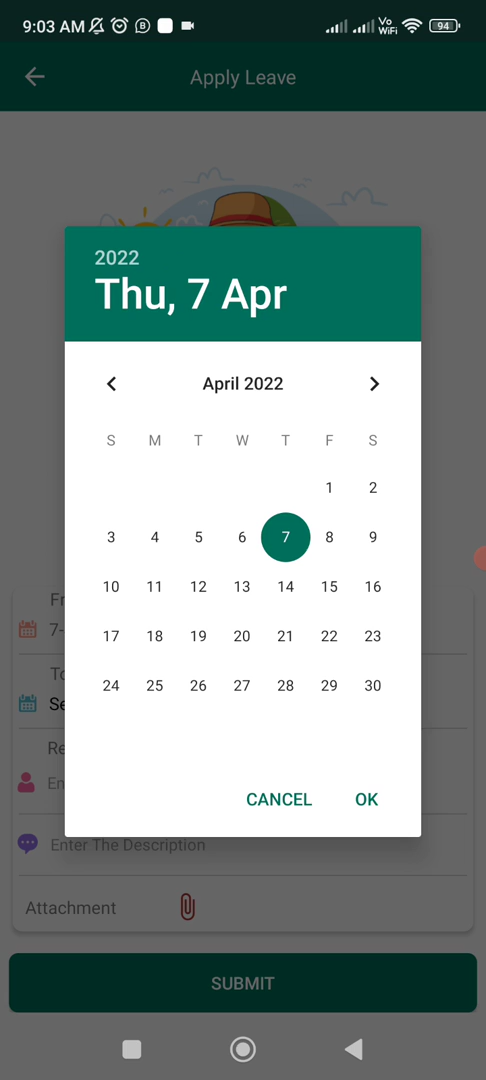 9:03 AM
Vo
WiFi
94
Apply Leave
2022
Thu, 7 Apr
April 2022
S M T W T F S
1 2
3 4 5 6 7 8 9
10 11 12 13 14 15 16
17 18 19 20 21 22 23
24 25 26 27 28 29 30
CANCEL OK
Enter The Description
Attachment
SUBMIT